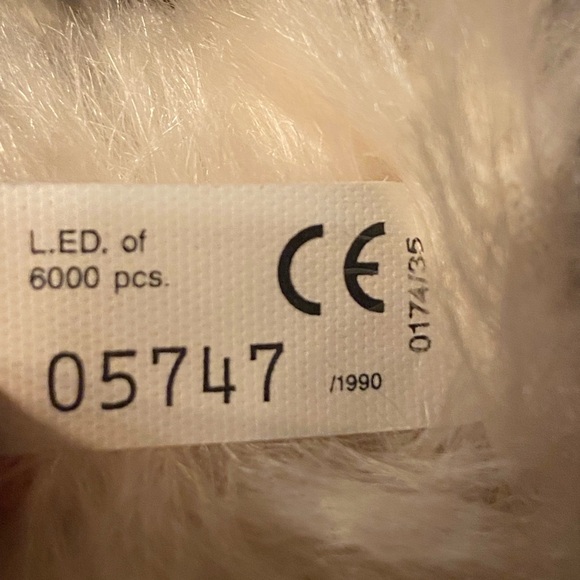 L.ED. of
6000 pcs.
CE
0174/35
05747 /1990